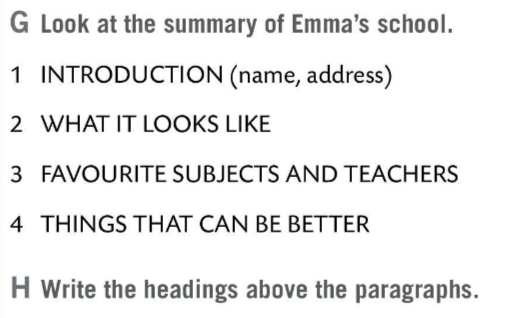 G Look at the summary of Emma's school.
1 INTRODUCTION (name, address)
2 WHAT IT LOOKS LIKE
3 FAVOURITE SUBJECTS AND TEACHERS
4 THINGS THAT CAN BE BETTER
H Write the headings above the paragraphs.